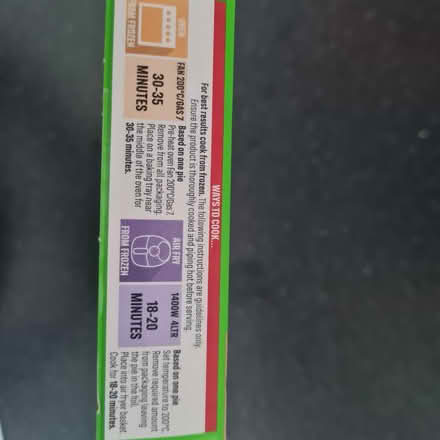 WAYS TO COOK...
For best results cook from frozen. The following instructions are guidelines only.
Ensure the product is thoroughly cooked and piping hot before serving.
OVEN
FROM FROZEN
FAN 200°C/GAS 7
30-35
MINUTES
Based on one pie
Pre-heat oven Fan 200°C/Gas 7.
Remove from all packaging.
Place on a baking tray near
the middle of the oven for
30-35 minutes.
AIR FRY
FROM FROZEN
1400W 4LTR
18-20
MINUTES
Based on one pie
Set temperature to 200°C.
Remove required amount
from packaging leaving
the pie in the foil.
Place into air fryer basket.
Cook for 18-20 minutes.